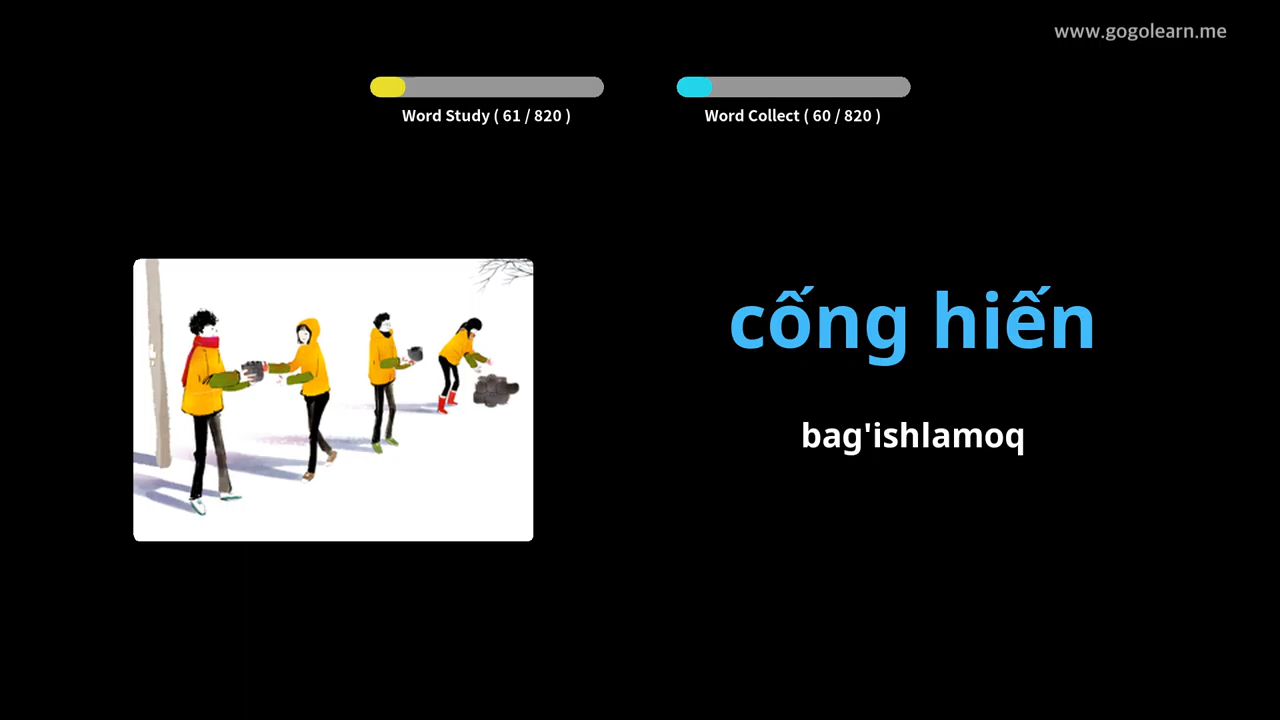 www.gogolearn.me
Word Study ( 61 / 820 )
Word Collect ( 60 / 820 )
cống hiến
bag'ishlamoq